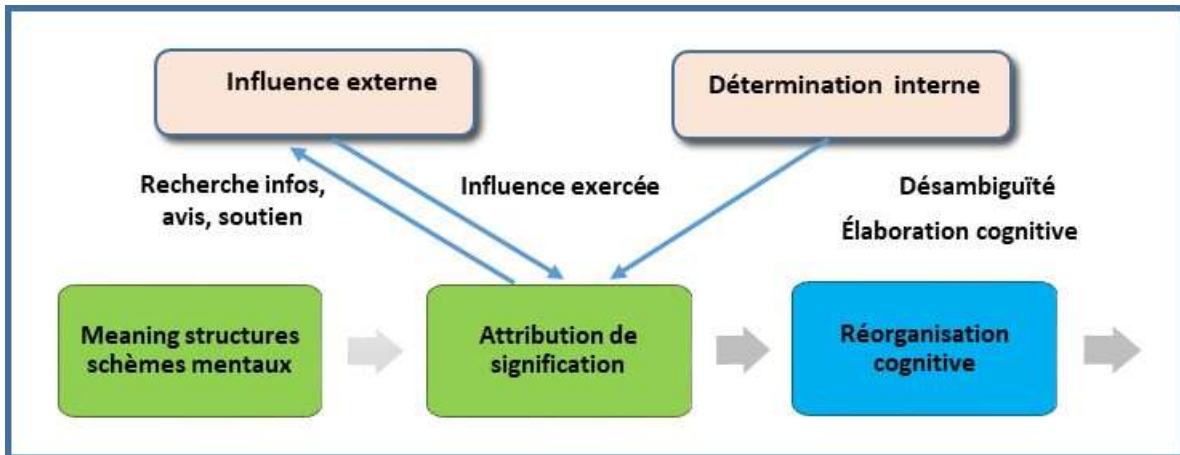 Influence externe
Détermination interne
Recherche infos,
avis, soutien
Influence exercée
Désambiguïté
Élaboration cognitive
Meaning structures
schèmes mentaux
Attribution de
signification
Réorganisation
cognitive